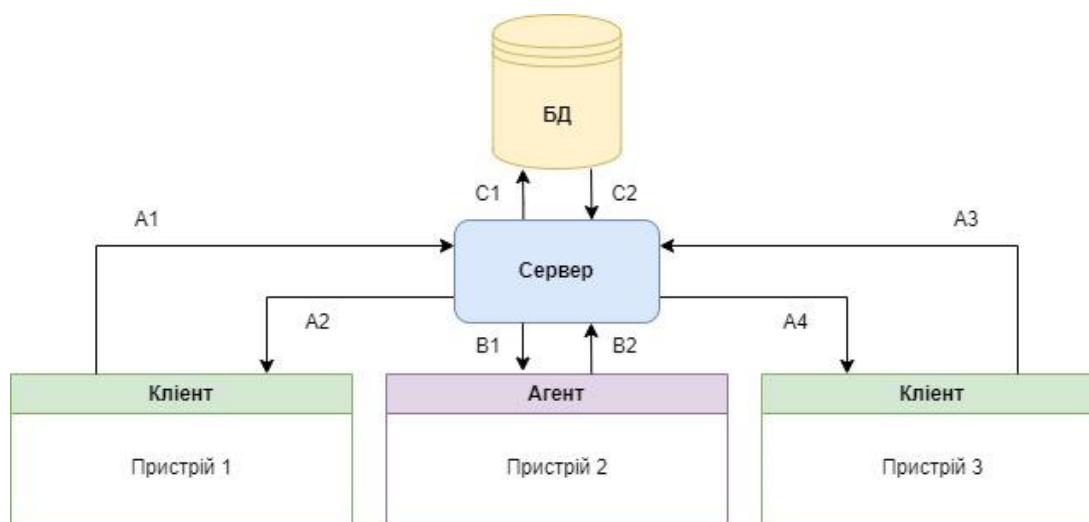 БД
C1
C2
A1
A3
Сервер
A2
A4
B1
B2
Клієнт
Агент
Клієнт
Пристрій 1
Пристрій 2
Пристрій 3